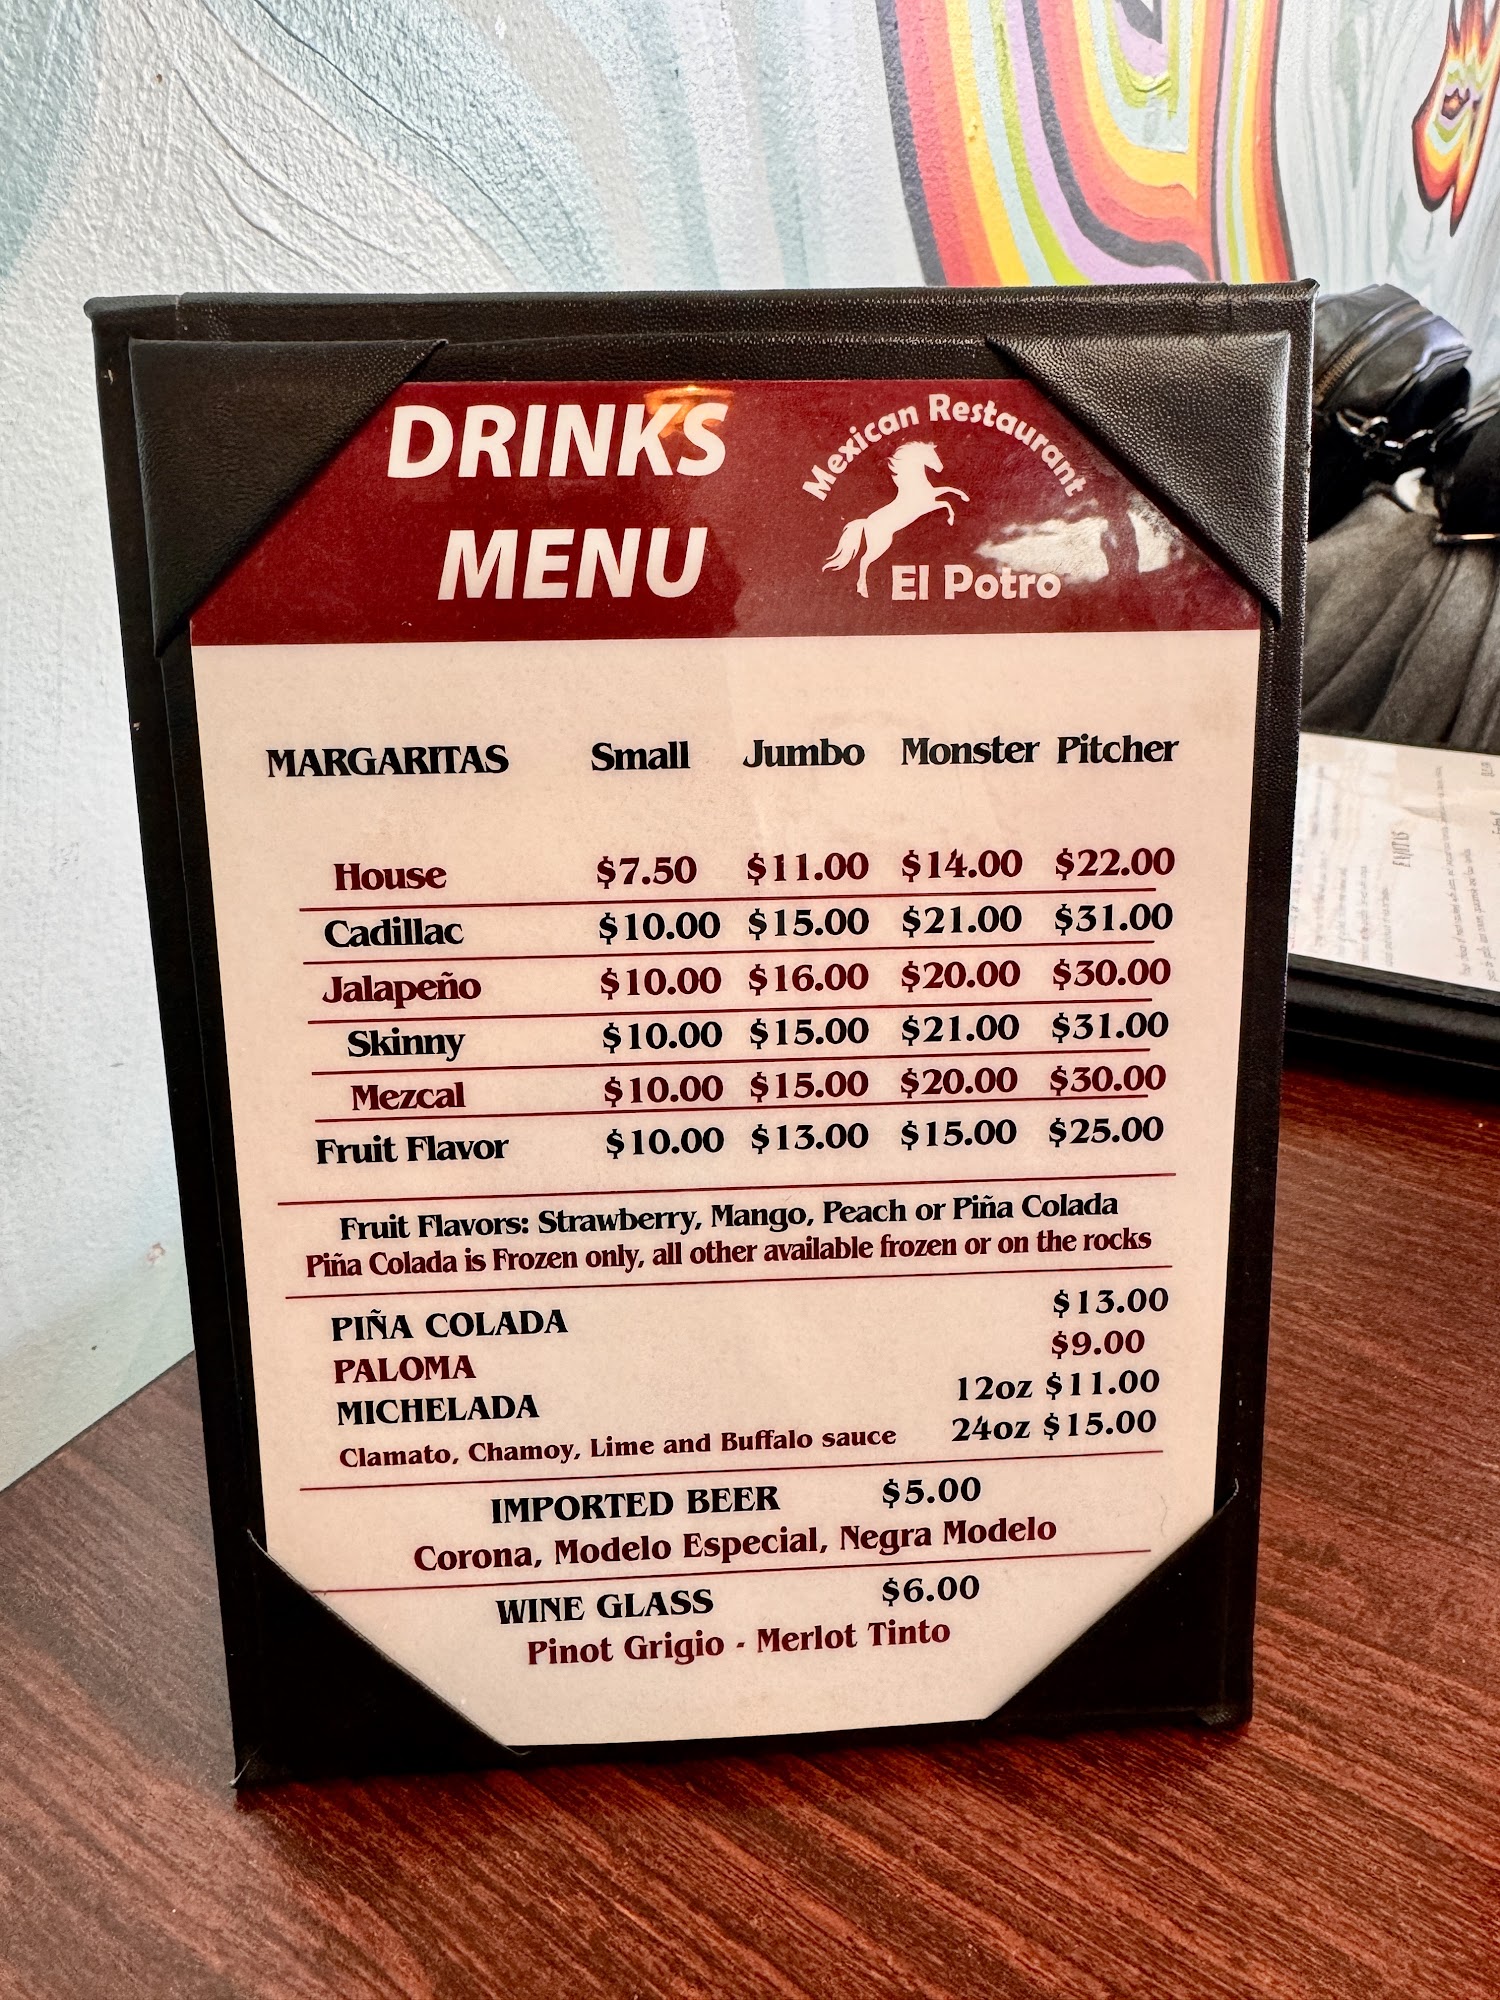 DRINKS
MENU
Mexican Restaurant
El Potro
MARGARITAS Small Jumbo Monster Pitcher
House $7.50 $11.00 $14.00 $22.00
Cadillac $10.00 $15.00 $21.00 $31.00
Jalapeño $10.00 $16.00 $20.00 $30.00
Skinny $10.00 $15.00 $21.00 $31.00
Mezcal $10.00 $15.00 $20.00 $30.00
Fruit Flavor $10.00 $13.00 $15.00 $25.00
Fruit Flavors: Strawberry, Mango, Peach or Piña Colada
Piña Colada is Frozen only, all other available frozen or on the rocks
PIÑA COLADA $13.00
PALOMA $9.00
MICHELADA 12oz $11.00
Clamato, Chamoy, Lime and Buffalo sauce 24oz $15.00
IMPORTED BEER $5.00
Corona, Modelo Especial, Negra Modelo
WINE GLASS $6.00
Pinot Grigio - Merlot Tinto
FAJITAS